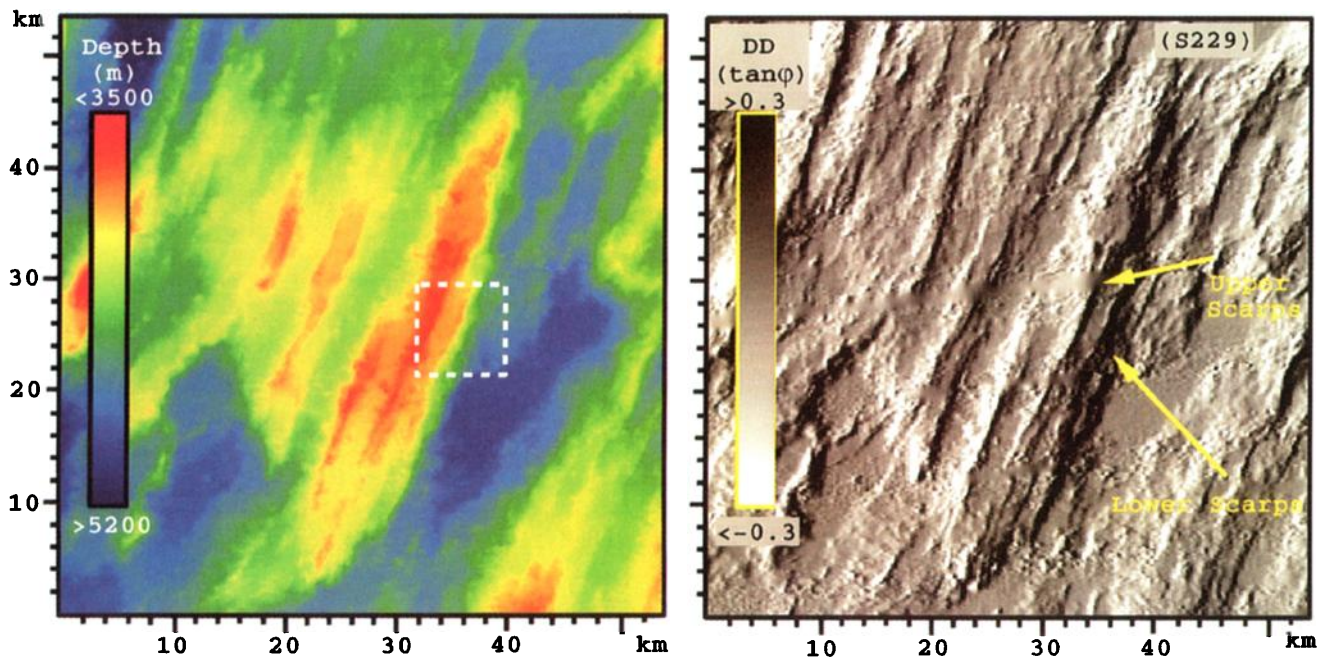 km
Depth
(m)
<3500
40
30
20
10
>5200
10 20 30 40 km
DD
(tanφ)
>0.3
<-0.3
(S229)
Upper
Scarps
Lower Scarps
10 20 30 40 km